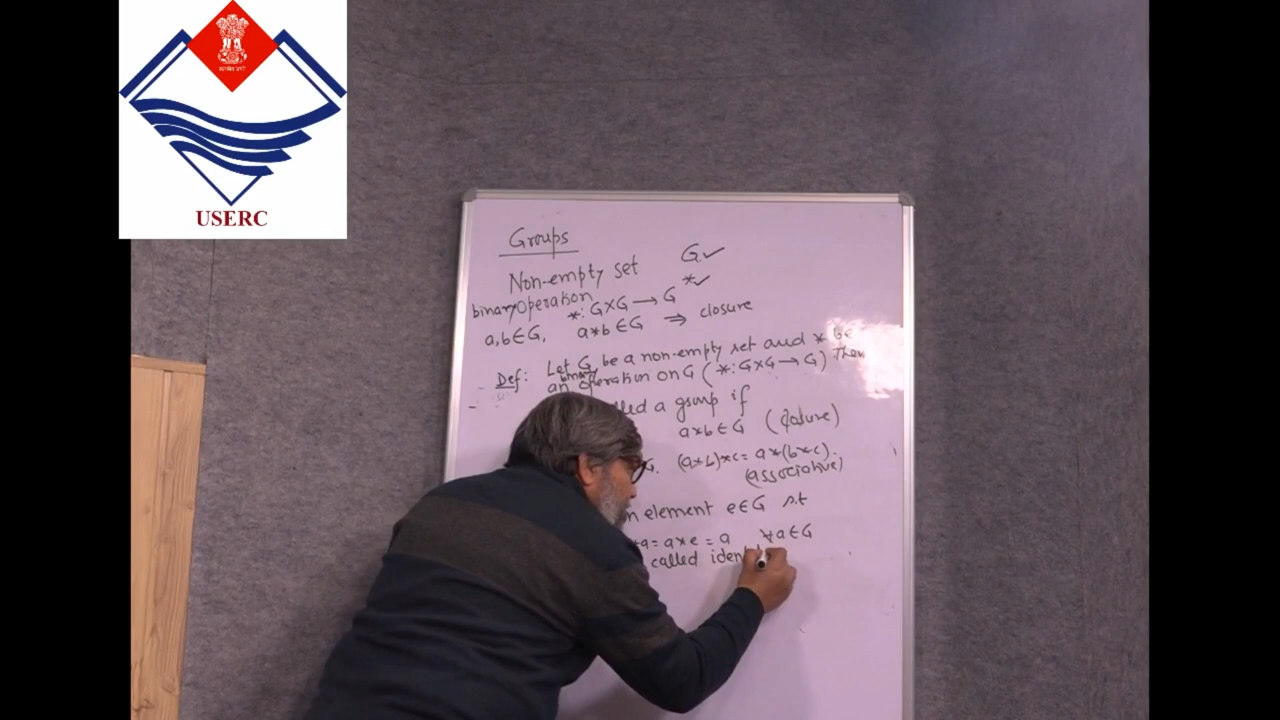 USERC
Groups
Non-empty set G ✓
binary operation * ✓
*: G×G → G
a,b∈G, a*b∈G ⇒ closure
Def: Let G be a non-empty set and * be
an binary operation on G (*: G×G → G) Then
called a group if
a*b∈G (closure)
G. (a*b)*c = a*(b*c).
(associative)
element e∈G s.t
*a = a*e = a ∀a∈G
called